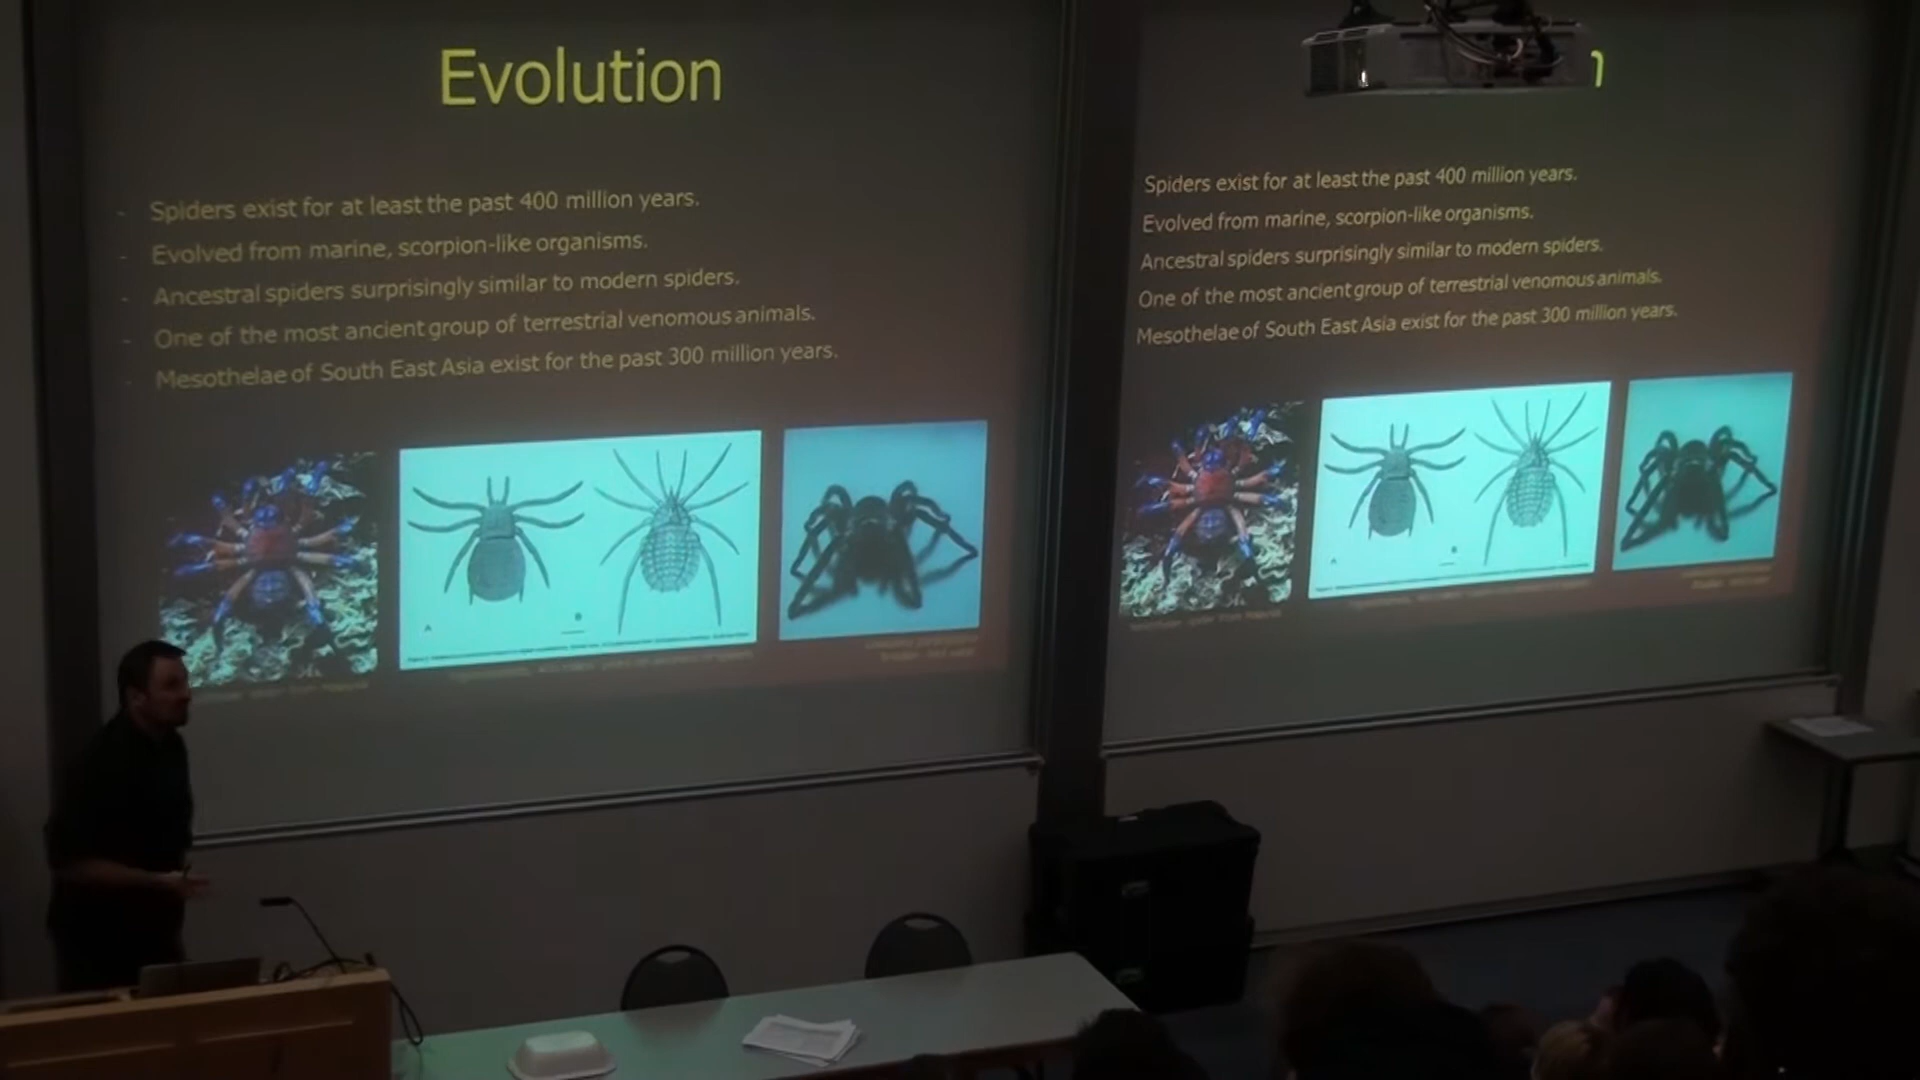 Evolution
- Spiders exist for at least the past 400 million years.
- Evolved from marine, scorpion-like organisms.
- Ancestral spiders surprisingly similar to modern spiders.
- One of the most ancient group of terrestrial venomous animals.
- Mesothelae of South East Asia exist for the past 300 million years.
A
B
n
Spiders exist for at least the past 400 million years.
Evolved from marine, scorpion-like organisms.
Ancestral spiders surprisingly similar to modern spiders.
One of the most ancient group of terrestrial venomous animals.
Mesothelae of South East Asia exist for the past 300 million years.
A
B